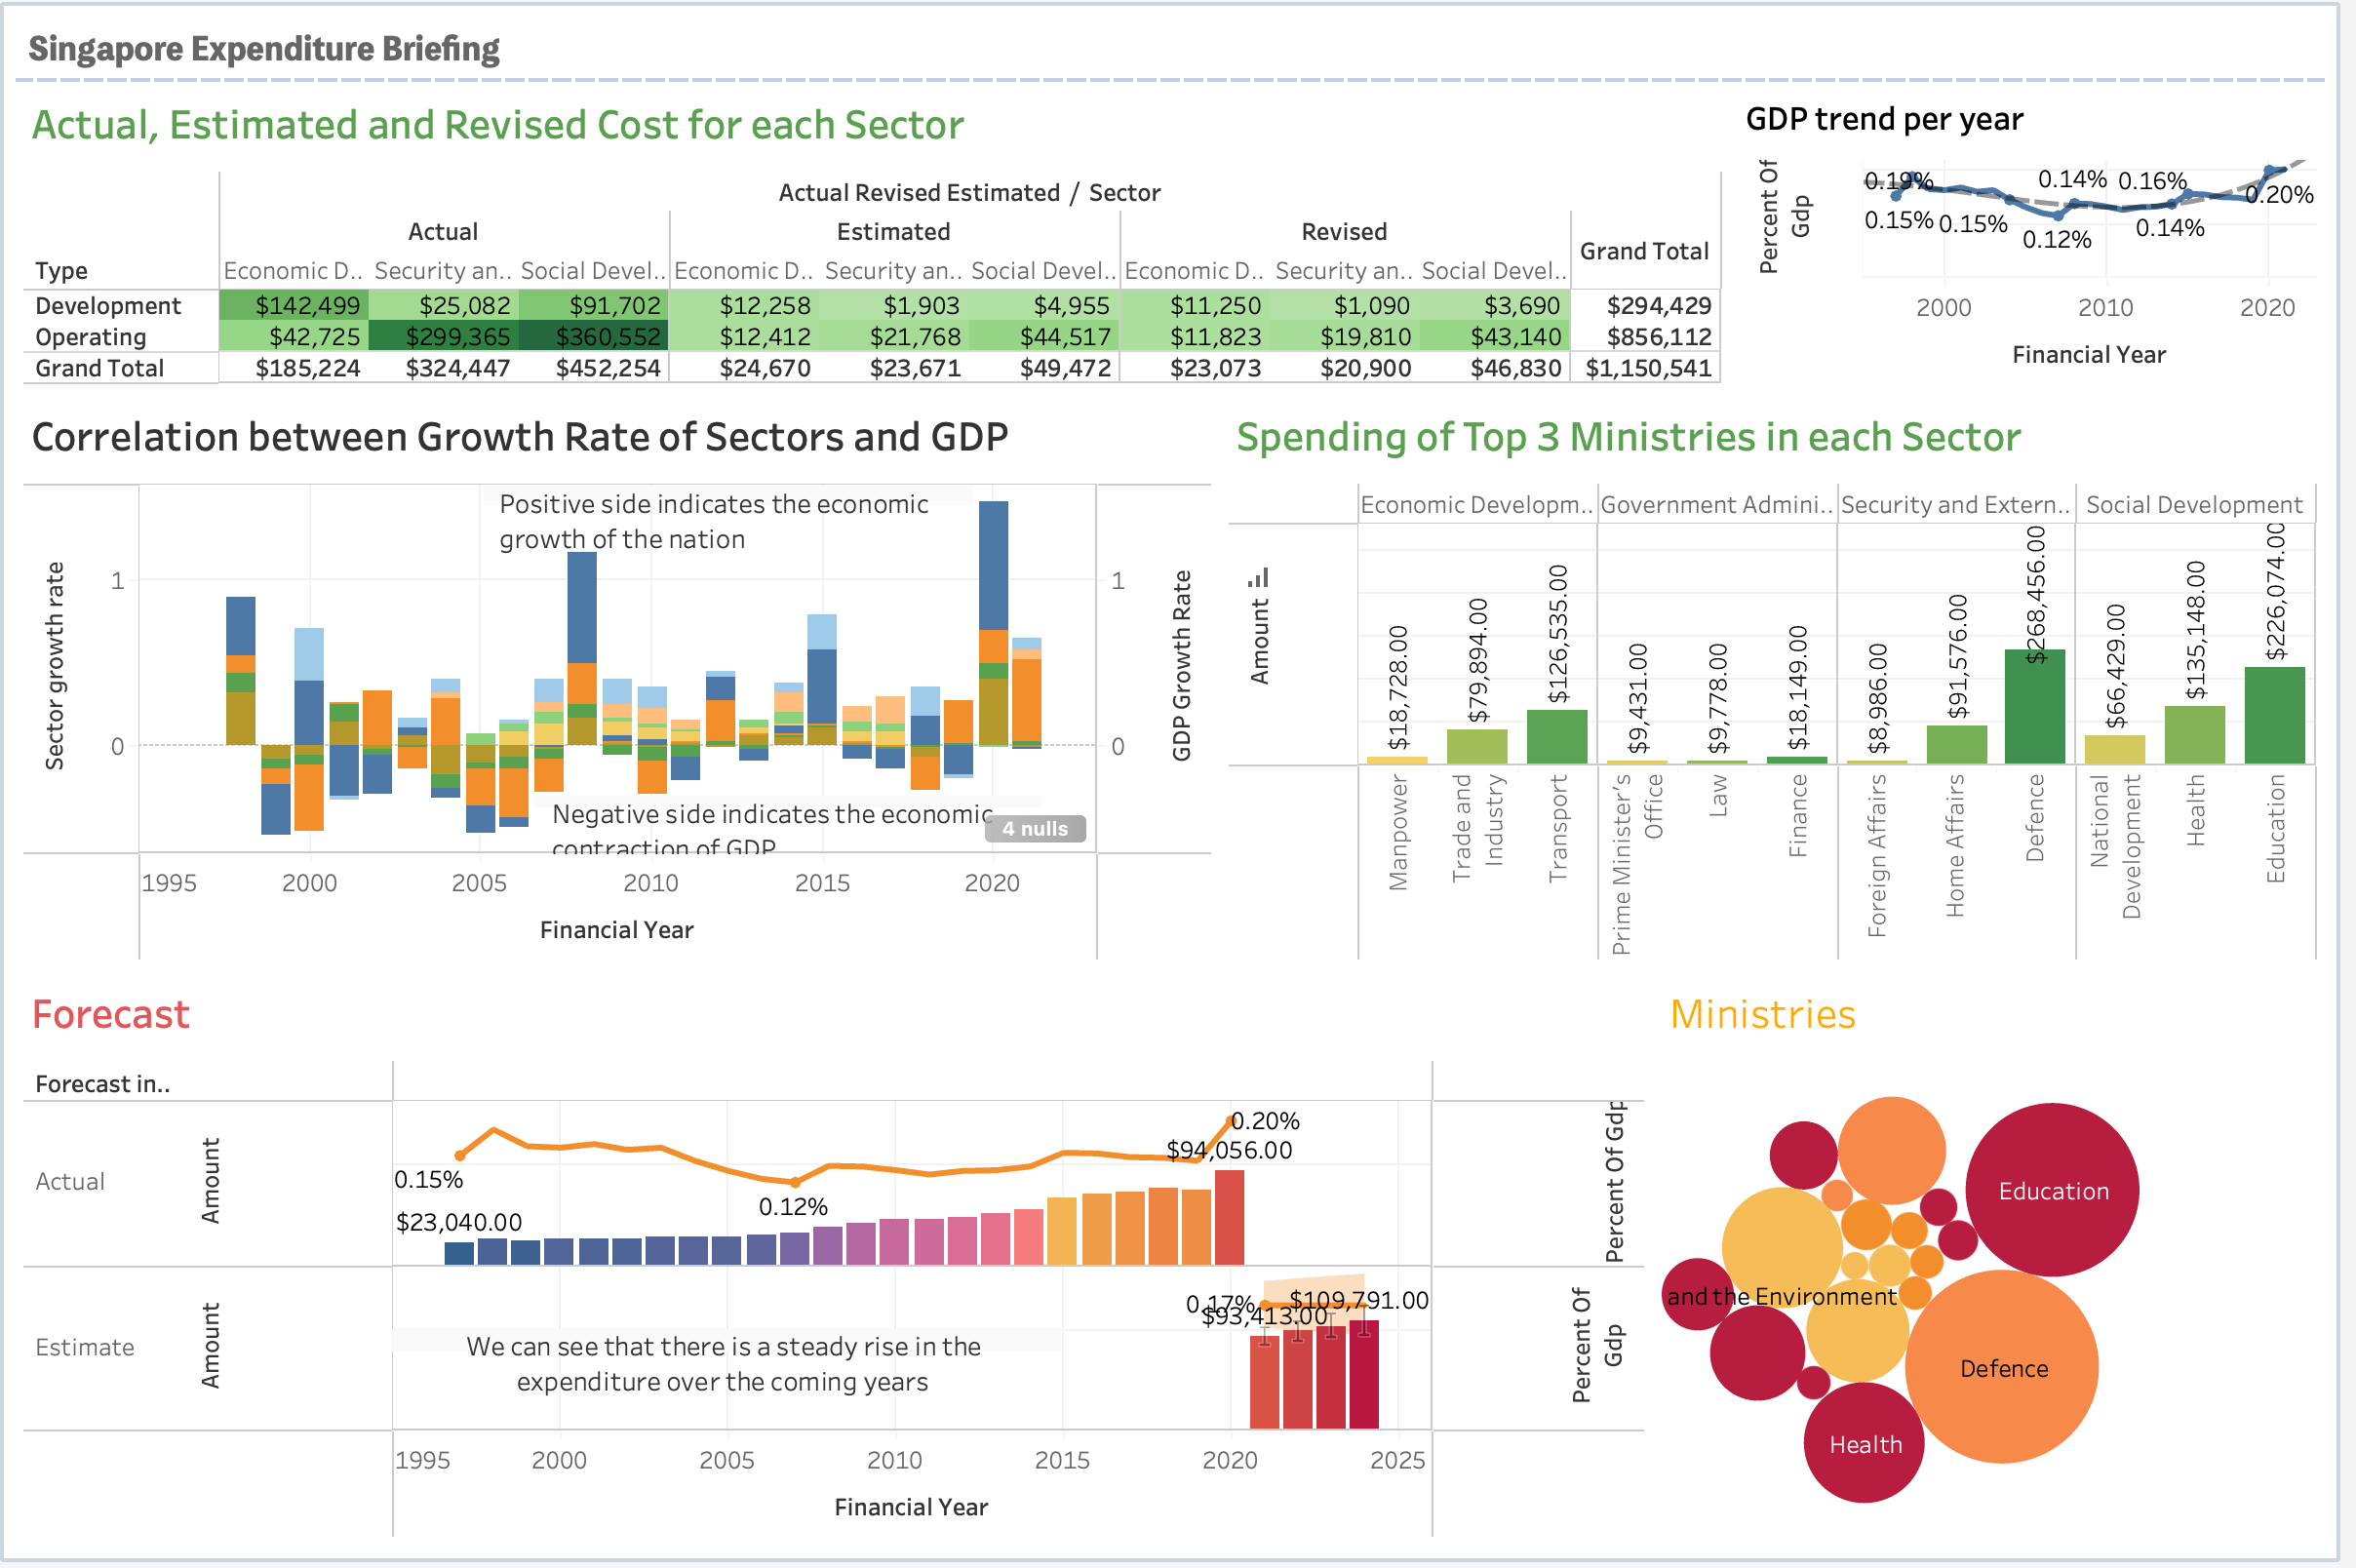 Singapore Expenditure Briefing
Actual, Estimated and Revised Cost for each Sector
Actual Revised Estimated / Sector
Actual Estimated Revised Grand Total
Type Economic D.. Security an.. Social Devel.. Economic D.. Security an.. Social Devel.. Economic D.. Security an.. Social Devel..
Development $142,499 $25,082 $91,702 $12,258 $1,903 $4,955 $11,250 $1,090 $3,690 $294,429
Operating $42,725 $299,365 $360,552 $12,412 $21,768 $44,517 $11,823 $19,810 $43,140 $856,112
Grand Total $185,224 $324,447 $452,254 $24,670 $23,671 $49,472 $23,073 $20,900 $46,830 $1,150,541
GDP trend per year
Percent Of
Gdp
0.19% 0.14% 0.16% 0.20%
0.15% 0.15% 0.12% 0.14%
2000 2010 2020
Financial Year
Correlation between Growth Rate of Sectors and GDP
Positive side indicates the economic
growth of the nation
Sector growth rate
1
0
1
0
GDP Growth Rate
Negative side indicates the economic
contraction of GDP
4 nulls
1995 2000 2005 2010 2015 2020
Financial Year
Spending of Top 3 Ministries in each Sector
Economic Developm.. Government Admini.. Security and Extern.. Social Development
Amount
$18,728.00
$79,894.00
$126,535.00
$9,431.00
$9,778.00
$18,149.00
$8,986.00
$91,576.00
$268,456.00
$66,429.00
$135,148.00
$226,074.00
Manpower
Trade and
Industry
Transport
Prime Minister's
Office
Law
Finance
Foreign Affairs
Home Affairs
Defence
National
Development
Health
Education
Forecast
Forecast in..
Actual
Amount
0.15%
$23,040.00
0.12%
0.20%
$94,056.00
Percent Of Gdp
Estimate
Amount
We can see that there is a steady rise in the
expenditure over the coming years
0.17%
$109,791.00
$93,413.00
Percent Of
Gdp
1995 2000 2005 2010 2015 2020 2025
Financial Year
Ministries
Education
and the Environment
Defence
Health